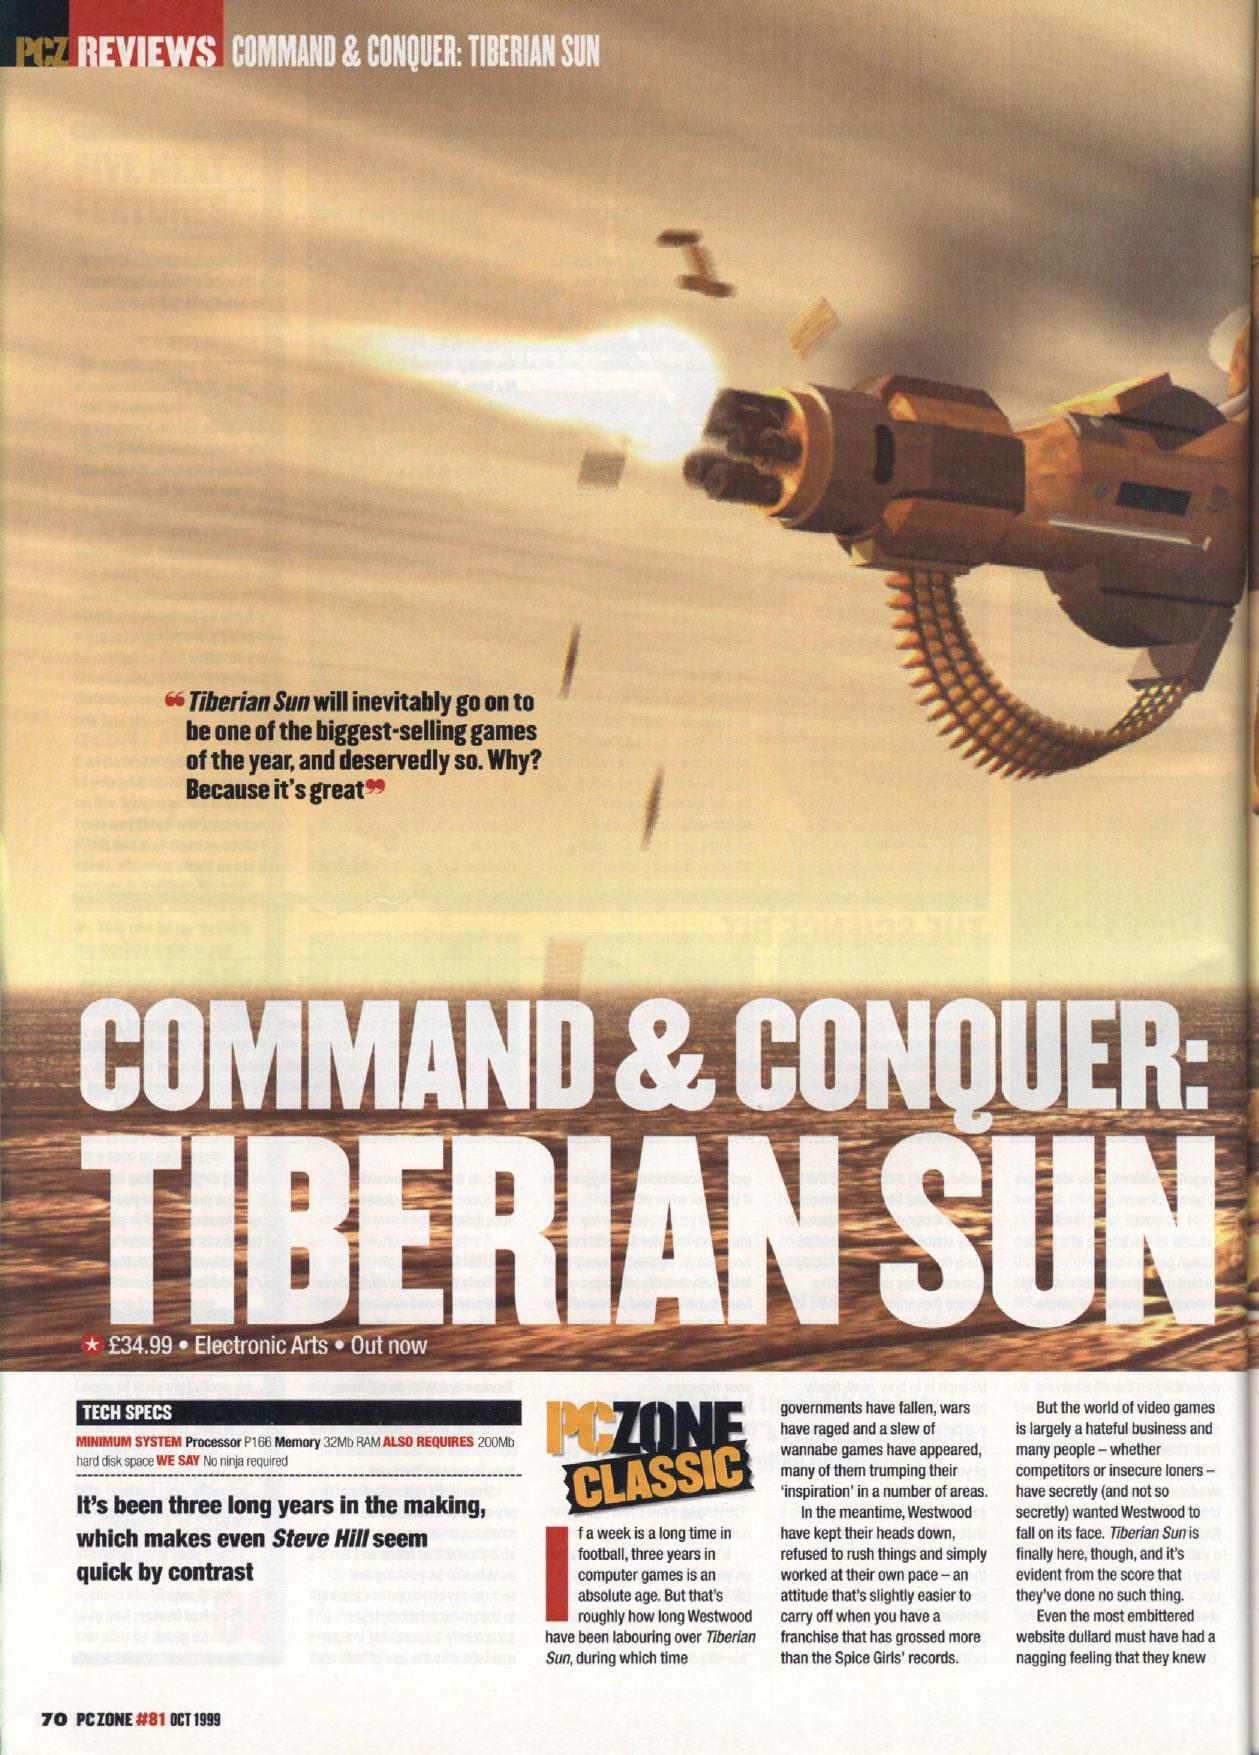 PCZ REVIEWS COMMAND & CONQUER: TIBERIAN SUN
“Tiberian Sun will inevitably go on to
be one of the biggest-selling games
of the year, and deservedly so. Why?
Because it's great”
COMMAND & CONQUER:
TIBERIAN SUN
£34.99 • Electronic Arts • Out now
TECH SPECS
MINIMUM SYSTEM Processor P166 Memory 32Mb RAM ALSO REQUIRES 200Mb
hard disk space WE SAY No ninja required
It's been three long years in the making,
which makes even Steve Hill seem
quick by contrast
PCZONE
CLASSIC
If a week is a long time in
football, three years in
computer games is an
absolute age. But that's
roughly how long Westwood
have been labouring over Tiberian
Sun, during which time
governments have fallen, wars
have raged and a slew of
wannabe games have appeared,
many of them trumping their
'inspiration' in a number of areas.
In the meantime, Westwood
have kept their heads down,
refused to rush things and simply
worked at their own pace – an
attitude that's slightly easier to
carry off when you have a
franchise that has grossed more
than the Spice Girls' records.
But the world of video games
is largely a hateful business and
many people – whether
competitors or insecure loners –
have secretly (and not so
secretly) wanted Westwood to
fall on its face. Tiberian Sun is
finally here, though, and it's
evident from the score that
they've done no such thing.
Even the most embittered
website dullard must have had a
nagging feeling that they knew
70 PCZONE #81 OCT 1999